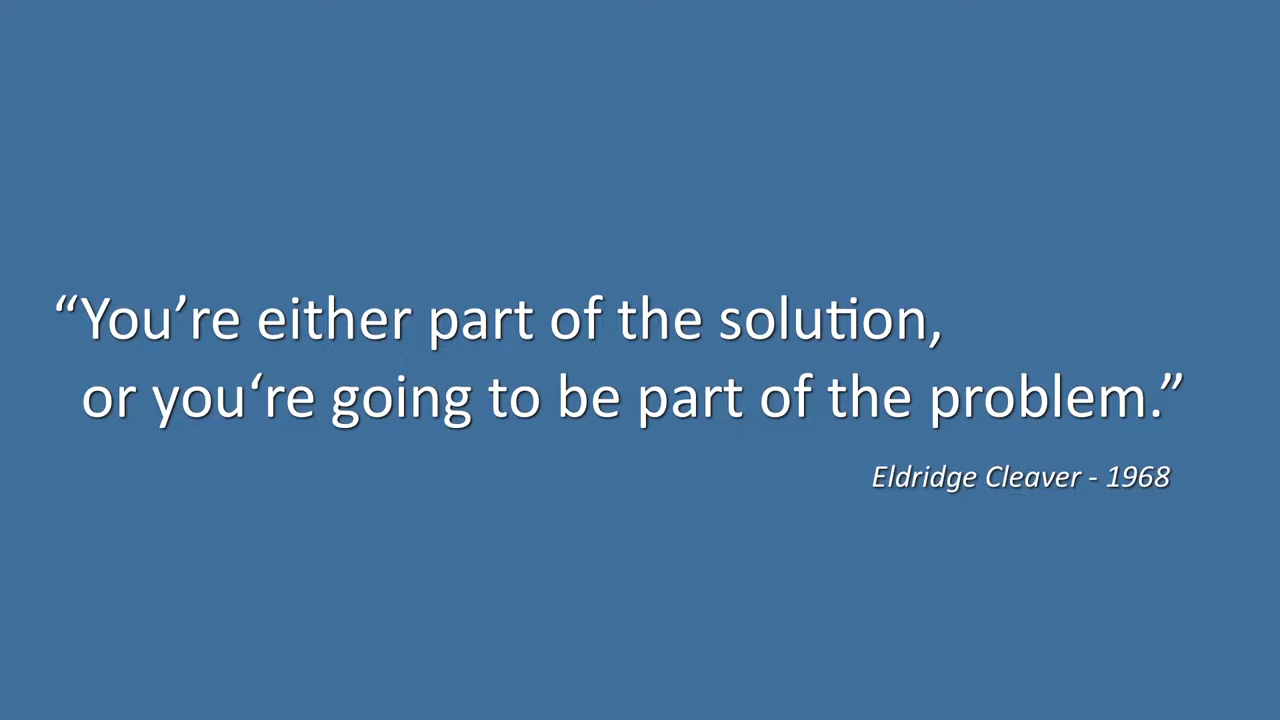 “You’re either part of the solution,
or you‘re going to be part of the problem.”
Eldridge Cleaver - 1968